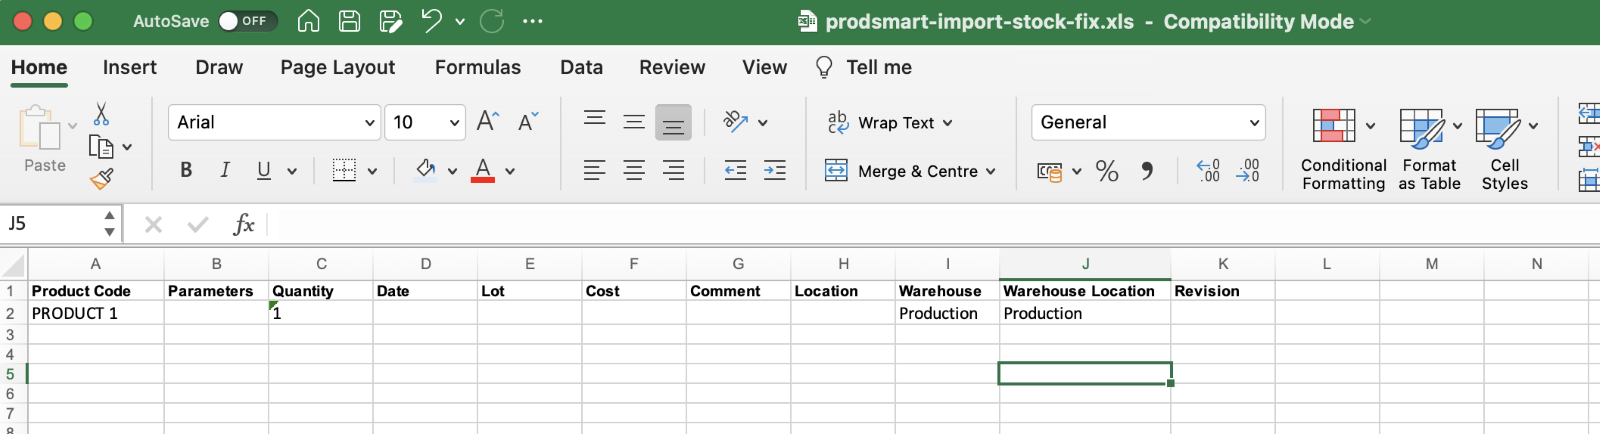 AutoSave OFF prodsmart-import-stock-fix.xls - Compatibility Mode
Home Insert Draw Page Layout Formulas Data Review View Tell me
Paste
Arial 10
B I U A
ab Wrap Text
Merge & Centre
General
Conditional Formatting
Format as Table
Cell Styles
J5 fx
A B C D E F G H I J K L M N
1 Product Code Parameters Quantity Date Lot Cost Comment Location Warehouse Warehouse Location Revision
2 PRODUCT 1 1 Production Production
3
4
5
6
7
8